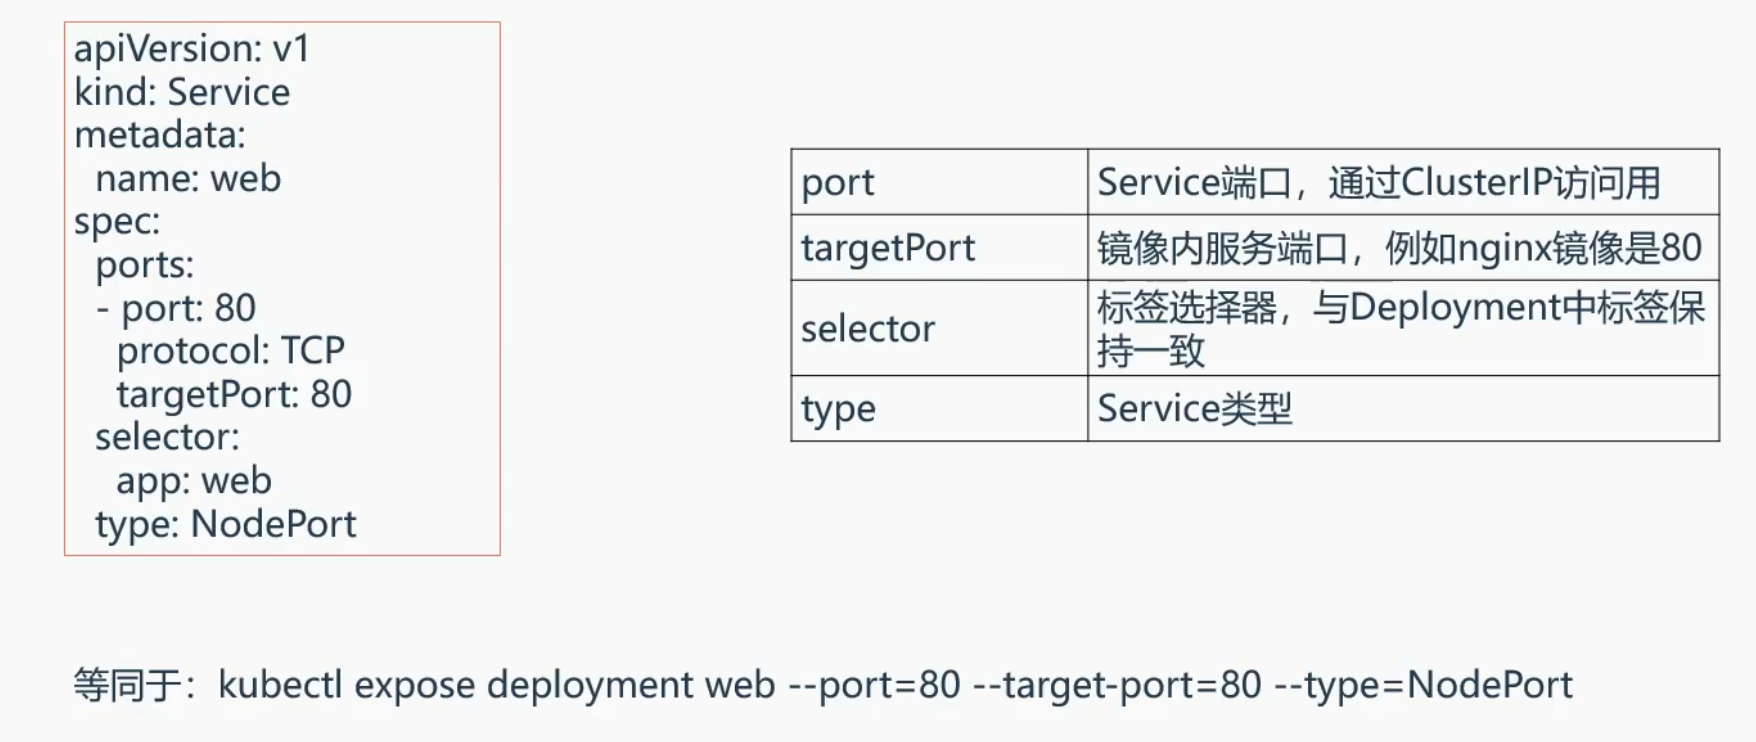 apiVersion: v1
kind: Service
metadata:
  name: web
spec:
  ports:
  - port: 80
    protocol: TCP
    targetPort: 80
  selector:
    app: web
  type: NodePort
port Service端口，通过ClusterIP访问用
targetPort 镜像内服务端口，例如nginx镜像是80
selector 标签选择器，与Deployment中标签保
持一致
type Service类型
等同于：kubectl expose deployment web --port=80 --target-port=80 --type=NodePort